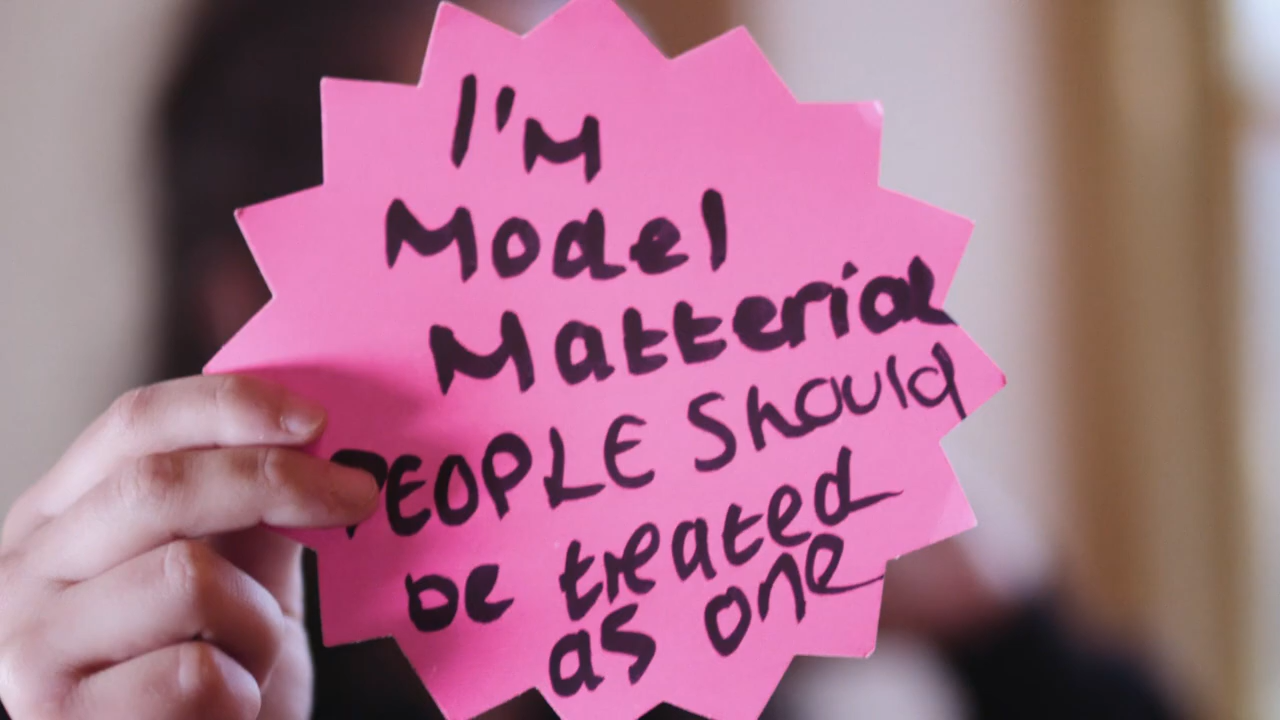 I'M
Model
Matterial
PEOPLE Should
be treated
as one